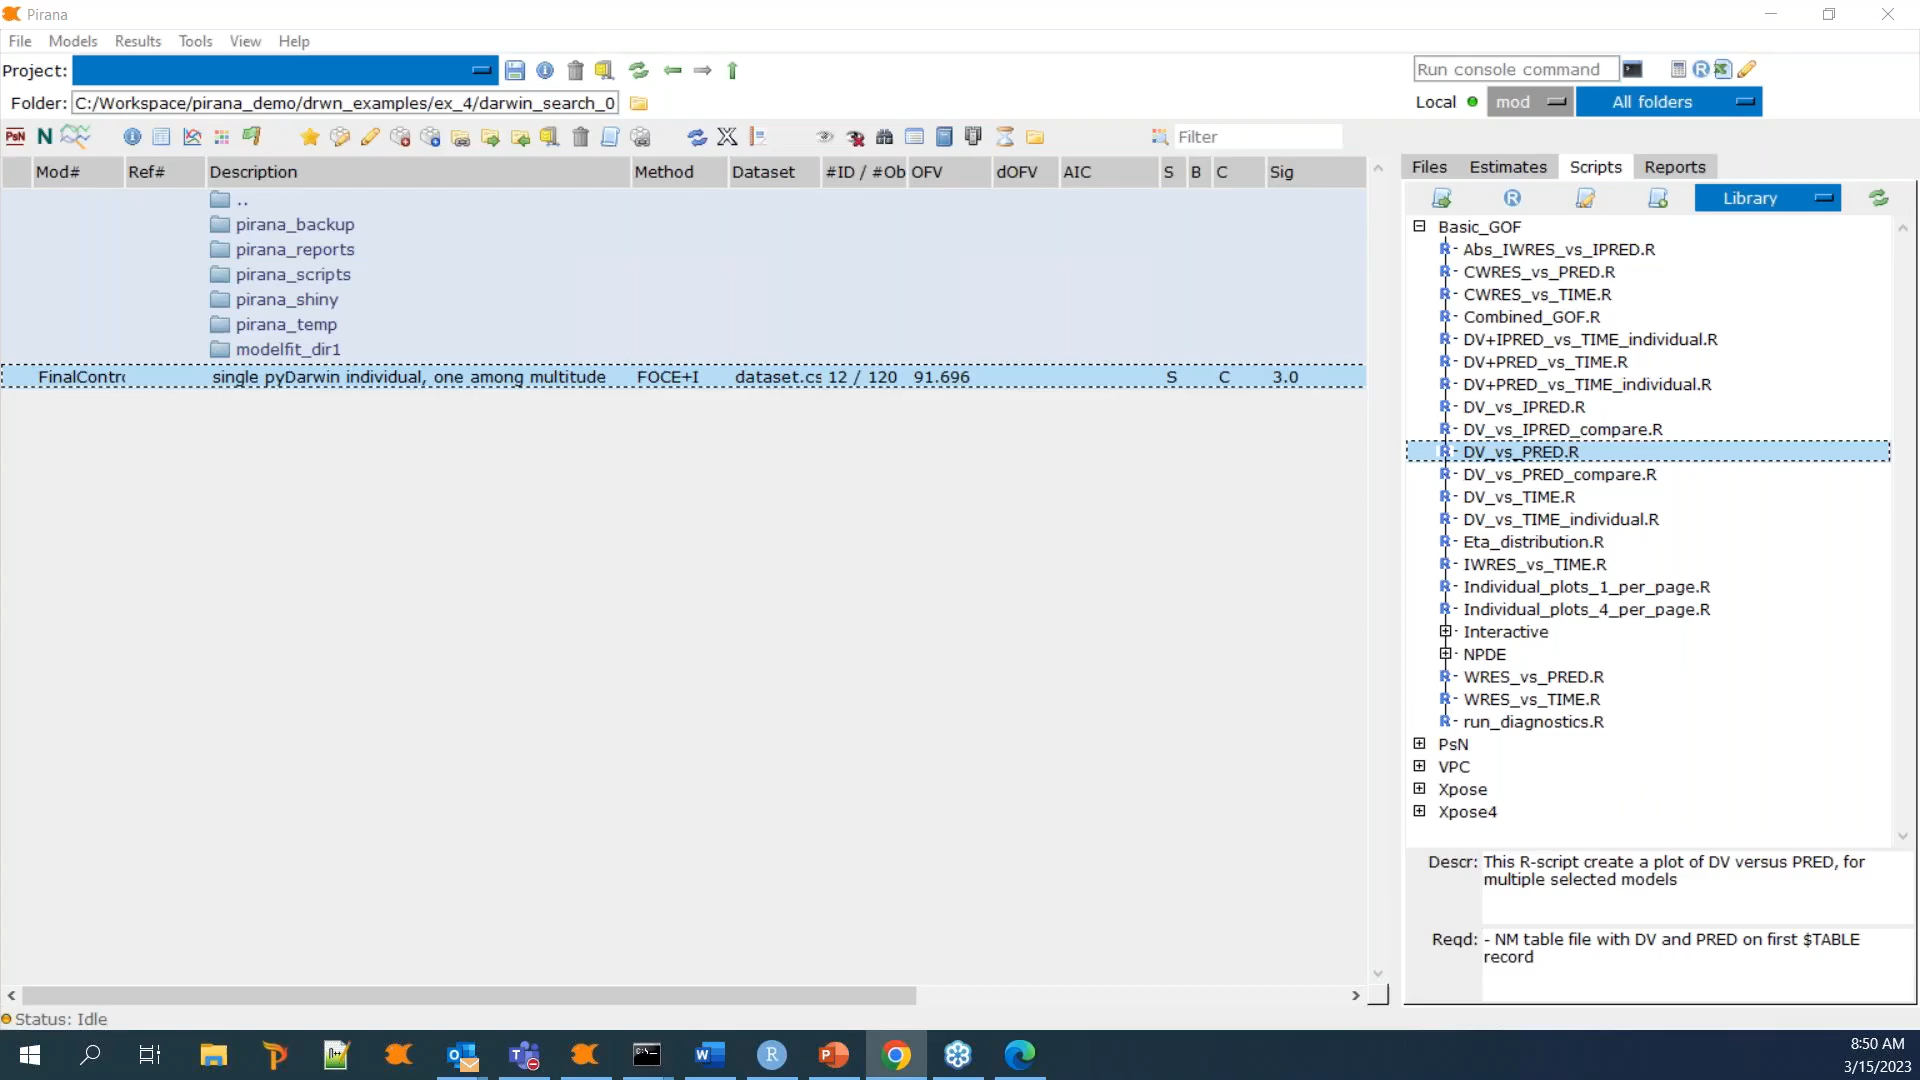 Pirana
File Models Results Tools View Help
Project:
Run console command
Folder: C:/Workspace/pirana_demo/drwn_examples/ex_4/darwin_search_0
Local mod All folders
PsN N
Filter
Mod# Ref# Description Method Dataset #ID / #Ob OFV dOFV AIC S B C Sig
..
pirana_backup
pirana_reports
pirana_scripts
pirana_shiny
pirana_temp
modelfit_dir1
FinalContro single pyDarwin individual, one among multitude FOCE+I dataset.cs 12 / 120 91.696 S C 3.0
Files Estimates Scripts Reports
Library
Basic_GOF
Abs_IWRES_vs_IPRED.R
CWRES_vs_PRED.R
CWRES_vs_TIME.R
Combined_GOF.R
DV+IPRED_vs_TIME_individual.R
DV+PRED_vs_TIME.R
DV+PRED_vs_TIME_individual.R
DV_vs_IPRED.R
DV_vs_IPRED_compare.R
DV_vs_PRED.R
DV_vs_PRED_compare.R
DV_vs_TIME.R
DV_vs_TIME_individual.R
Eta_distribution.R
IWRES_vs_TIME.R
Individual_plots_1_per_page.R
Individual_plots_4_per_page.R
Interactive
NPDE
WRES_vs_PRED.R
WRES_vs_TIME.R
run_diagnostics.R
PsN
VPC
Xpose
Xpose4
Descr: This R-script create a plot of DV versus PRED, for
multiple selected models
Reqd: - NM table file with DV and PRED on first $TABLE
record
Status: Idle
8:50 AM
3/15/2023